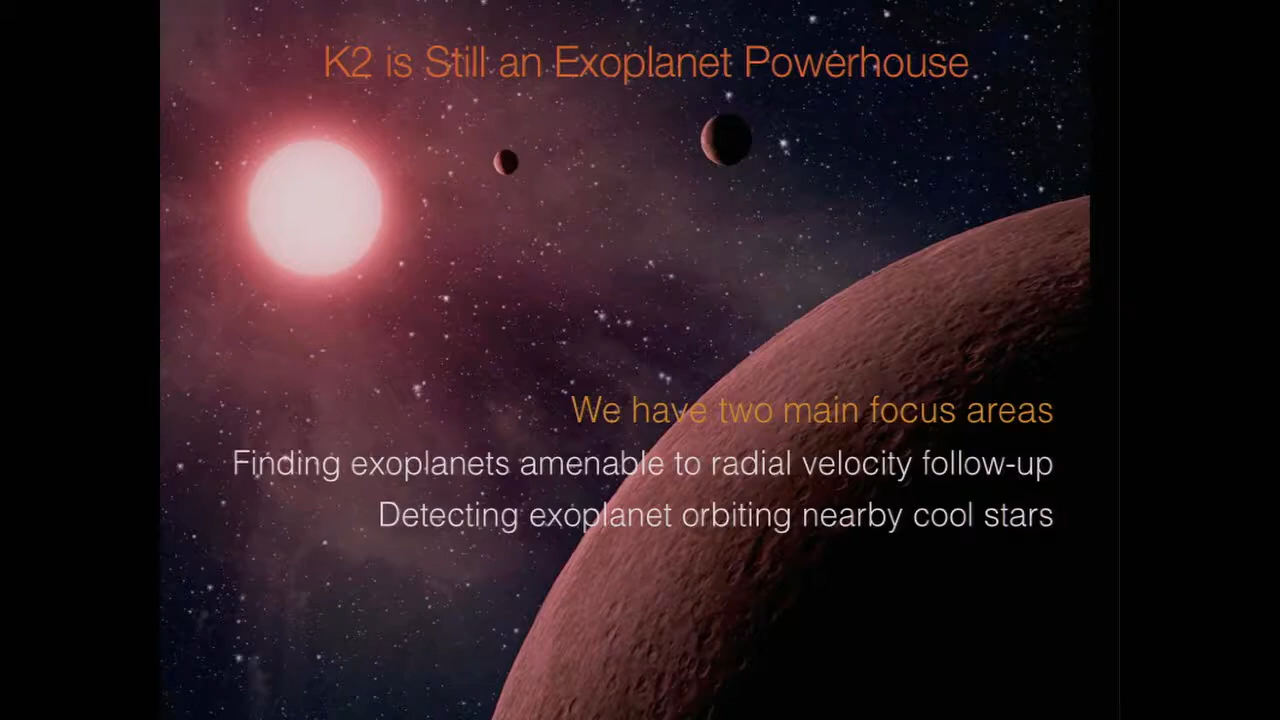 K2 is Still an Exoplanet Powerhouse
We have two main focus areas
Finding exoplanets amenable to radial velocity follow-up
Detecting exoplanet orbiting nearby cool stars